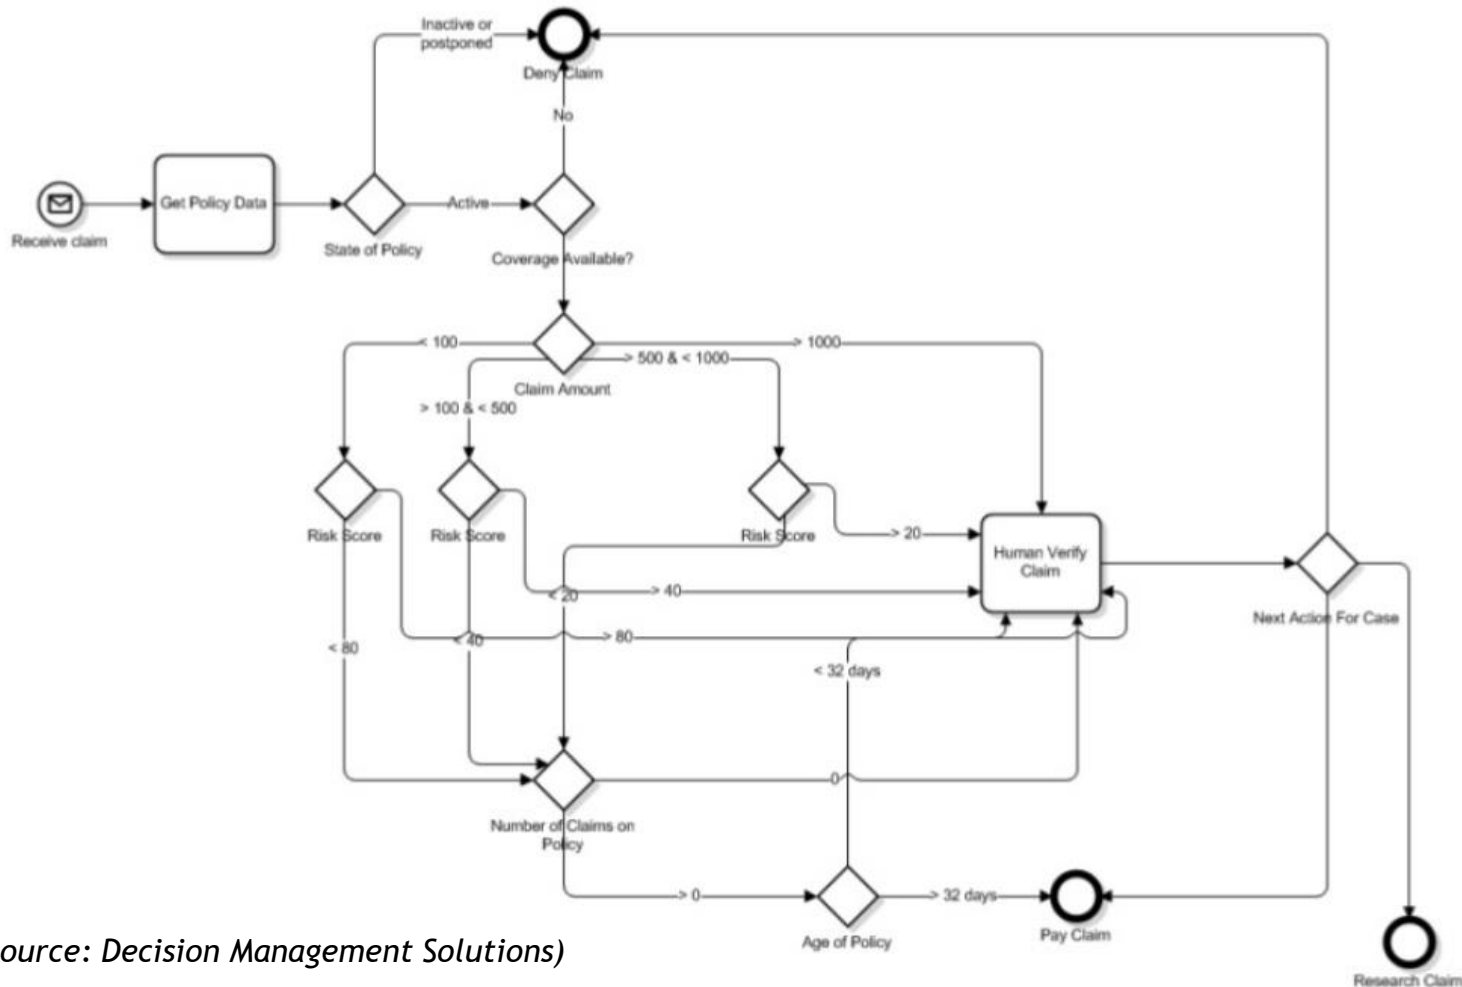 Inactive or
postponed
Deny Claim
No
Get Policy Data
Active
Receive claim
State of Policy
Coverage Available?
< 100
> 1000
> 500 & < 1000
Claim Amount
> 100 & < 500
Risk Score
Risk Score
Risk Score
> 20
Human Verify
Claim
< 20
> 40
Next Action For Case
> 80
< 40
< 80
< 32 days
0
Number of Claims on
Policy
> 0
> 32 days
Age of Policy
Pay Claim
ource: Decision Management Solutions)
Research Claim